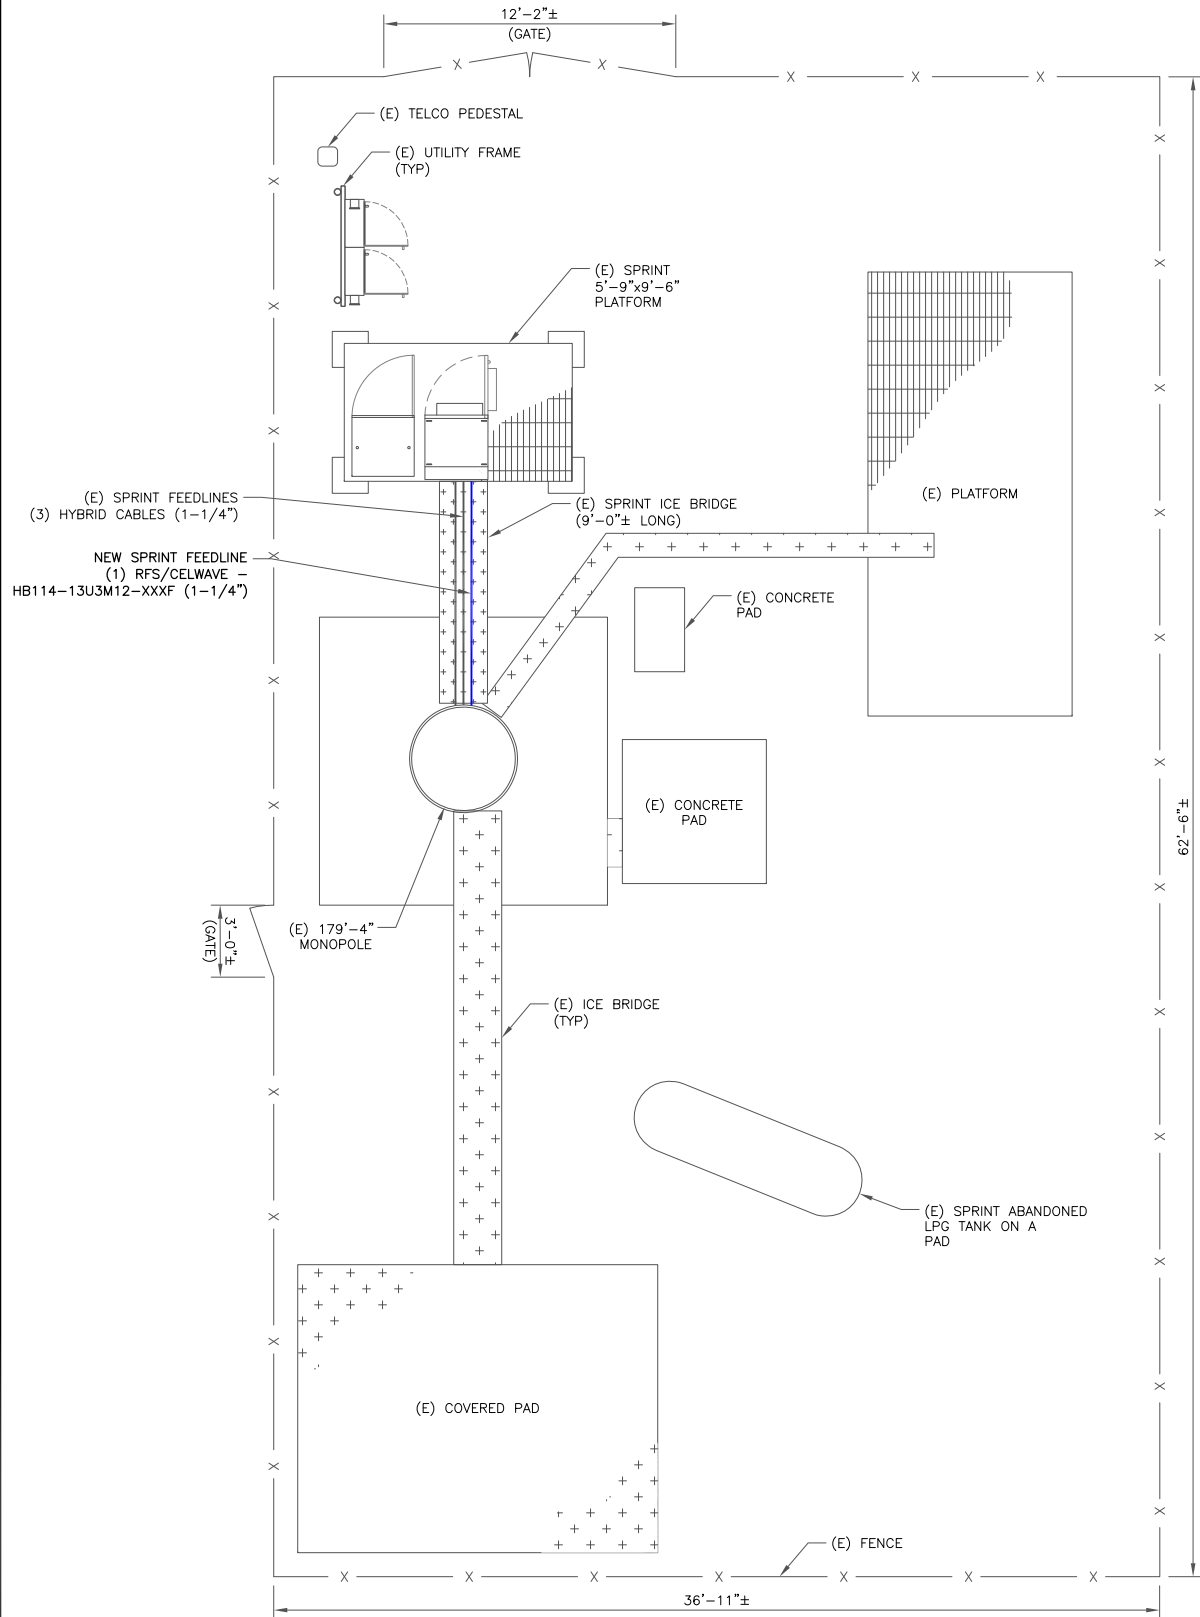 12'-2"±
(GATE)
(E) TELCO PEDESTAL
(E) UTILITY FRAME
(TYP)
(E) SPRINT
5'-9"x9'-6"
PLATFORM
(E) SPRINT FEEDLINES
(3) HYBRID CABLES (1-1/4")
(E) SPRINT ICE BRIDGE
(9'-0"± LONG)
(E) PLATFORM
NEW SPRINT FEEDLINE
(1) RFS/CELWAVE -
HB114-13U3M12-XXXF (1-1/4")
(E) CONCRETE
PAD
(E) CONCRETE
PAD
62'-6"±
3'-0"±
(GATE)
(E) 179'-4"
MONOPOLE
(E) ICE BRIDGE
(TYP)
(E) SPRINT ABANDONED
LPG TANK ON A
PAD
(E) COVERED PAD
(E) FENCE
36'-11"±